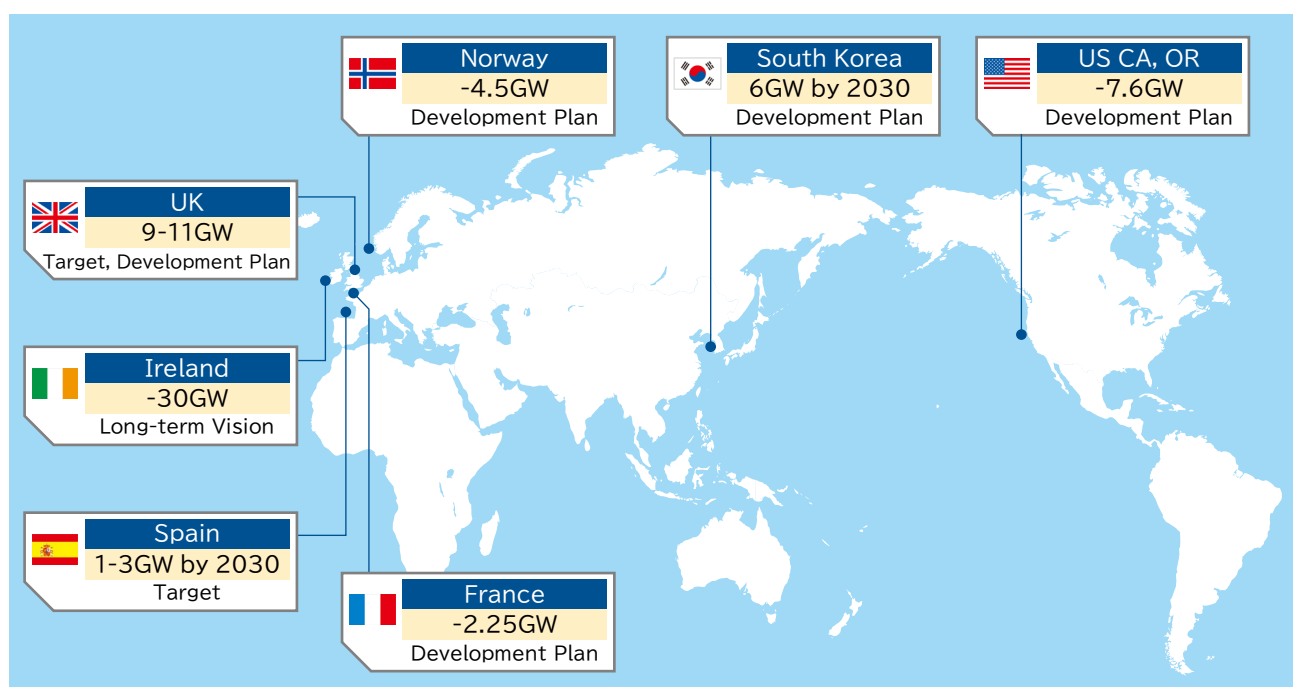 Norway
-4.5GW
Development Plan
South Korea
6GW by 2030
Development Plan
US CA, OR
-7.6GW
Development Plan
UK
9-11GW
Target, Development Plan
Ireland
-30GW
Long-term Vision
Spain
1-3GW by 2030
Target
France
-2.25GW
Development Plan